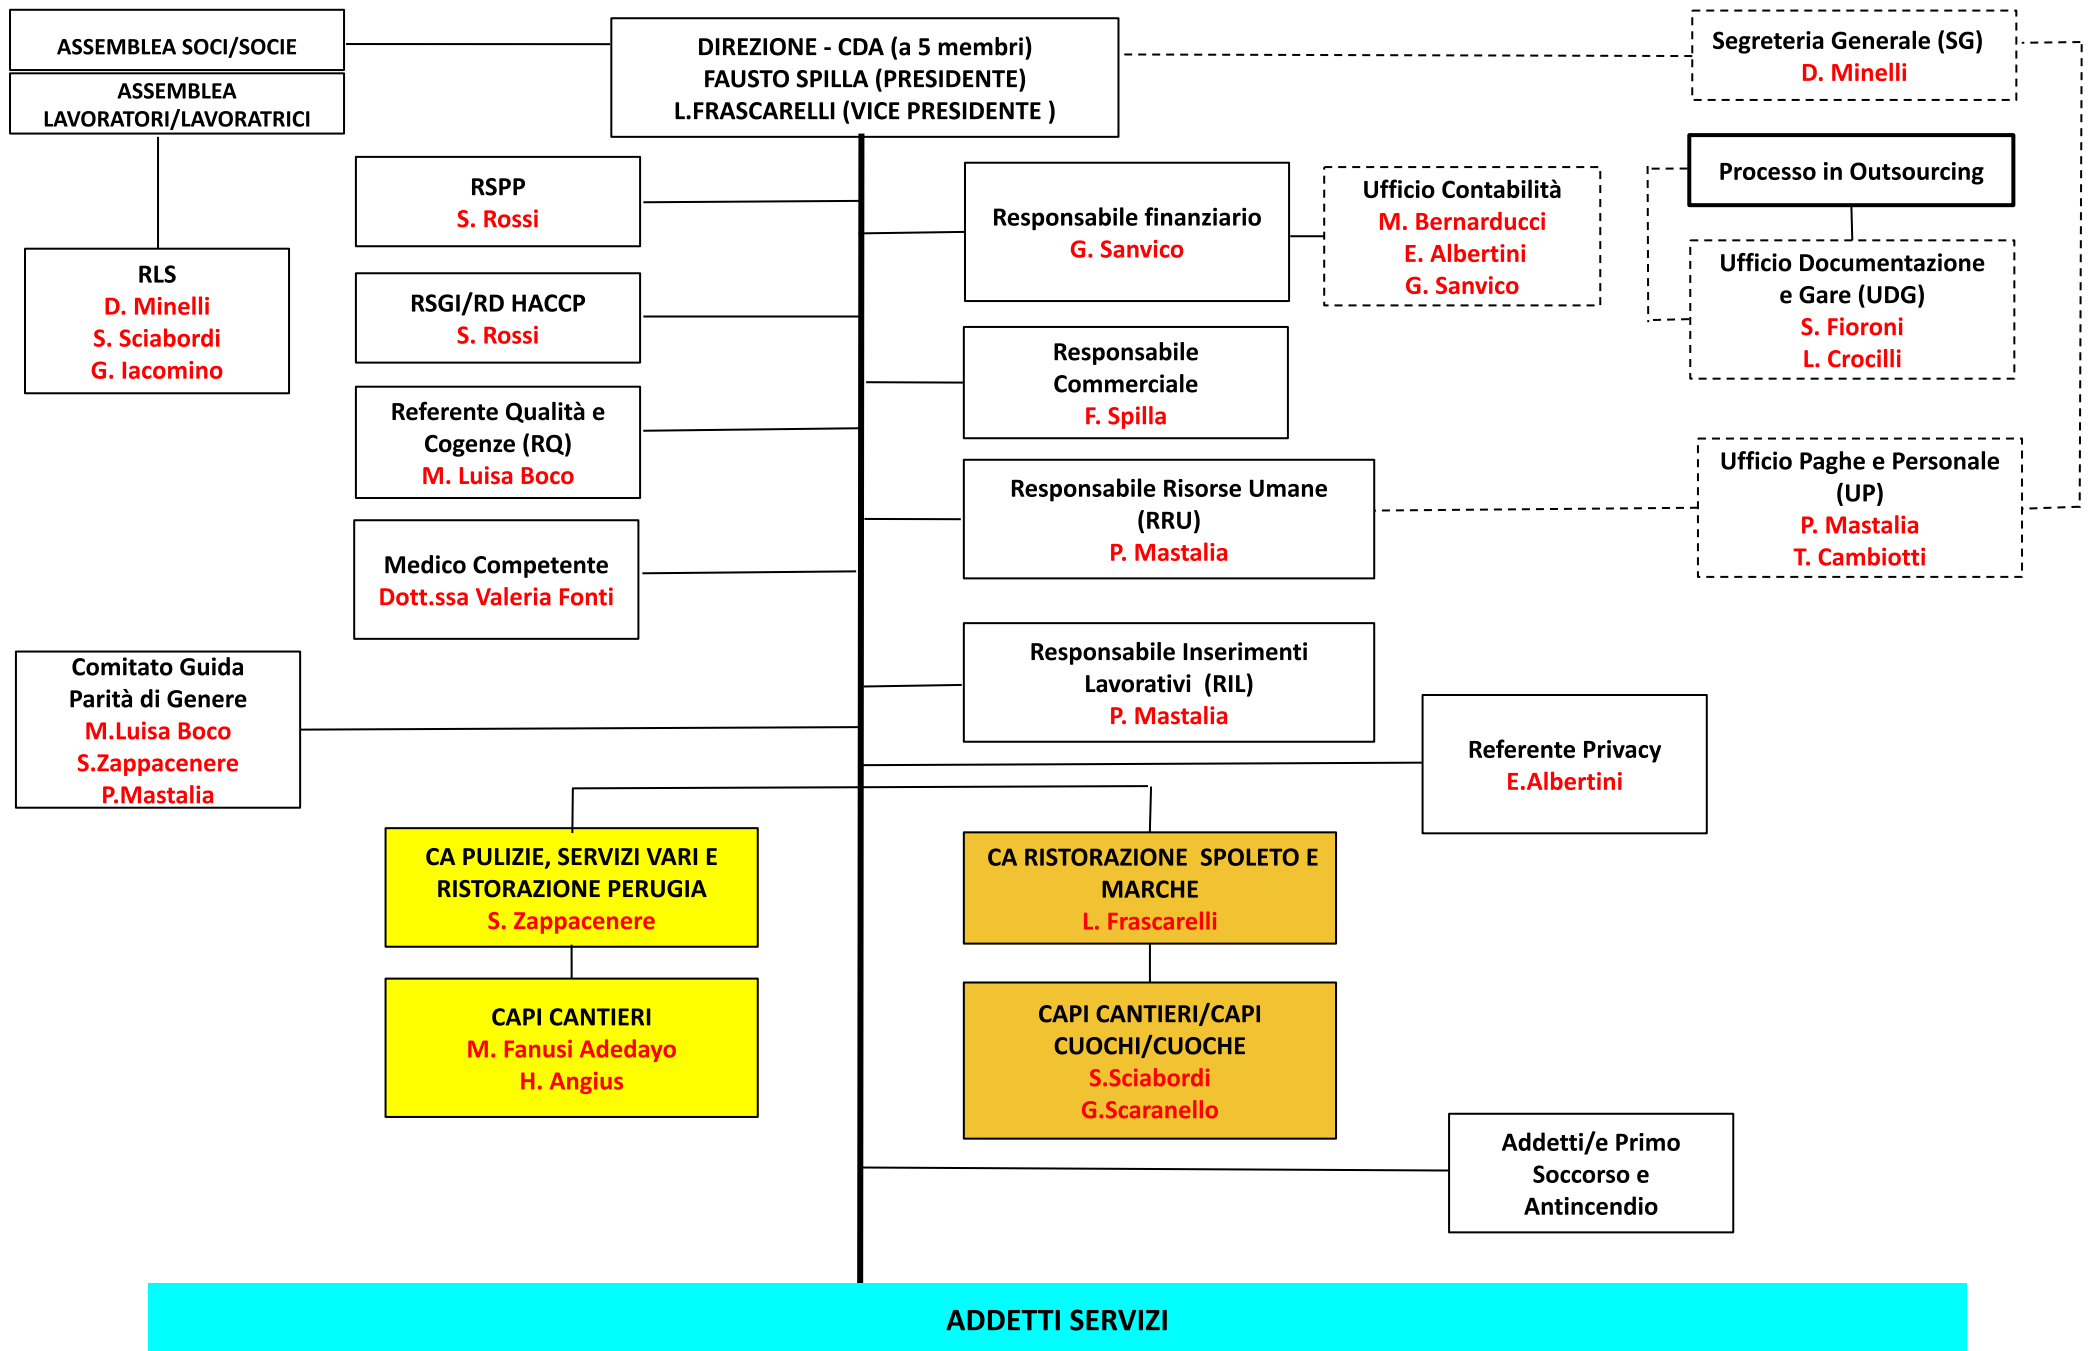 ASSEMBLEA SOCI/SOCIE
ASSEMBLEA
LAVORATORI/LAVORATRICI
DIREZIONE - CDA (a 5 membri)
FAUSTO SPILLA (PRESIDENTE)
L.FRASCARELLI (VICE PRESIDENTE )
Segreteria Generale (SG)
D. Minelli
RSPP
S. Rossi
Responsabile finanziario
G. Sanvico
Ufficio Contabilità
M. Bernarducci
E. Albertini
G. Sanvico
Processo in Outsourcing
RLS
D. Minelli
S. Sciabordi
G. Iacomino
RSGI/RD HACCP
S. Rossi
Ufficio Documentazione
e Gare (UDG)
S. Fioroni
L. Crocilli
Responsabile
Commerciale
F. Spilla
Referente Qualità e
Cogenze (RQ)
M. Luisa Boco
Responsabile Risorse Umane
(RRU)
P. Mastalia
Ufficio Paghe e Personale
(UP)
P. Mastalia
T. Cambiotti
Medico Competente
Dott.ssa Valeria Fonti
Comitato Guida
Parità di Genere
M.Luisa Boco
S.Zappacenere
P.Mastalia
Responsabile Inserimenti
Lavorativi  (RIL)
P. Mastalia
Referente Privacy
E.Albertini
CA PULIZIE, SERVIZI VARI E
RISTORAZIONE PERUGIA
S. Zappacenere
CA RISTORAZIONE  SPOLETO E
MARCHE
L. Frascarelli
CAPI CANTIERI
M. Fanusi Adedayo
H. Angius
CAPI CANTIERI/CAPI
CUOCHI/CUOCHE
S.Sciabordi
G.Scaranello
Addetti/e Primo
Soccorso e
Antincendio
ADDETTI SERVIZI